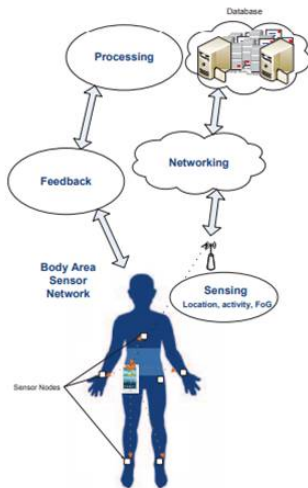 Database
Processing
Networking
Feedback
Body Area
Sensor
Network
Sensing
Location, activity, FoG
Sensor Nodes